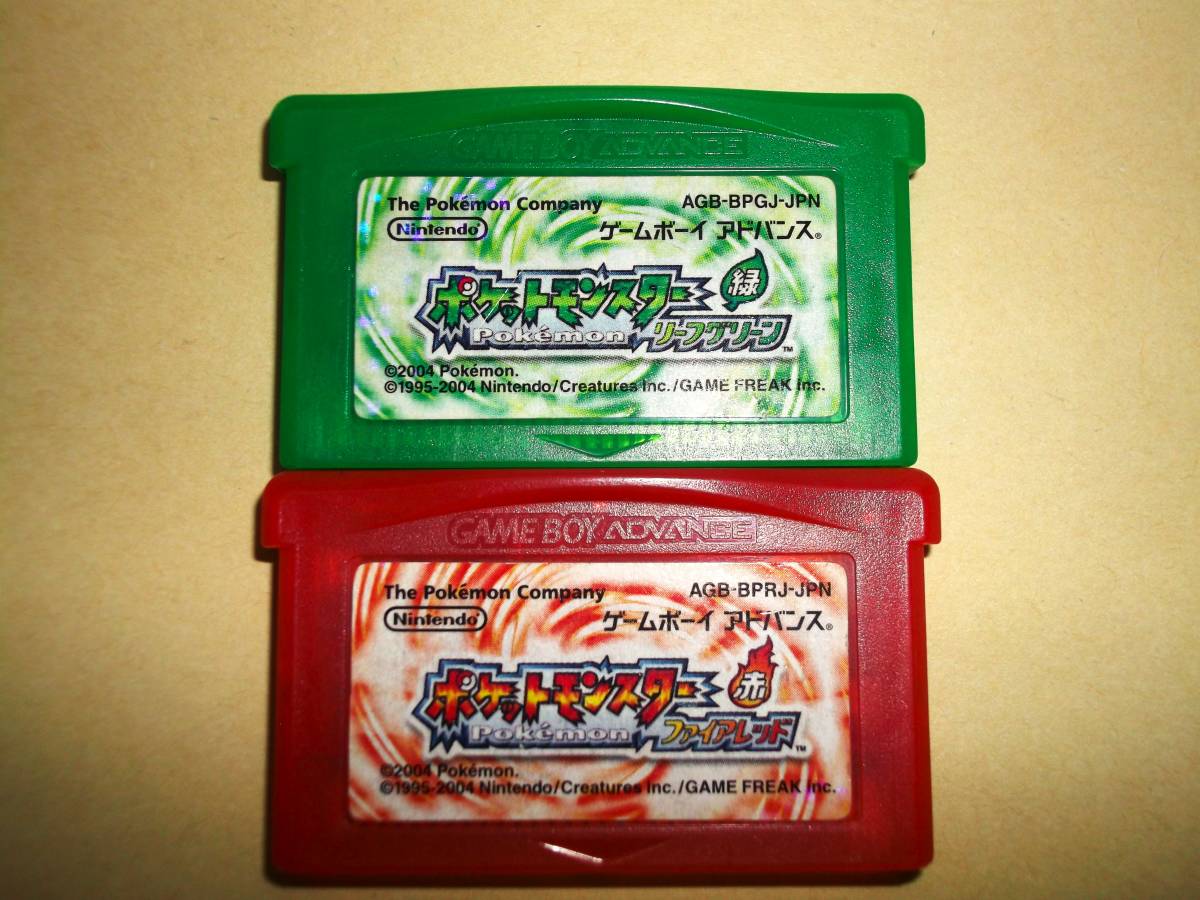 GAME BOY ADVANCE
The Pokémon Company AGB-BPGJ-JPN
Nintendo ゲームボーイ アドバンス®
ポケットモンスター 緑
Pokémon リーフグリーン™
©2004 Pokémon.
©1995-2004 Nintendo/Creatures Inc./GAME FREAK inc.
GAME BOY ADVANCE
The Pokémon Company AGB-BPRJ-JPN
Nintendo ゲームボーイ アドバンス®
ポケットモンスター 赤
Pokémon ファイアレッド™
©2004 Pokémon.
©1995-2004 Nintendo/Creatures Inc./GAME FREAK inc.